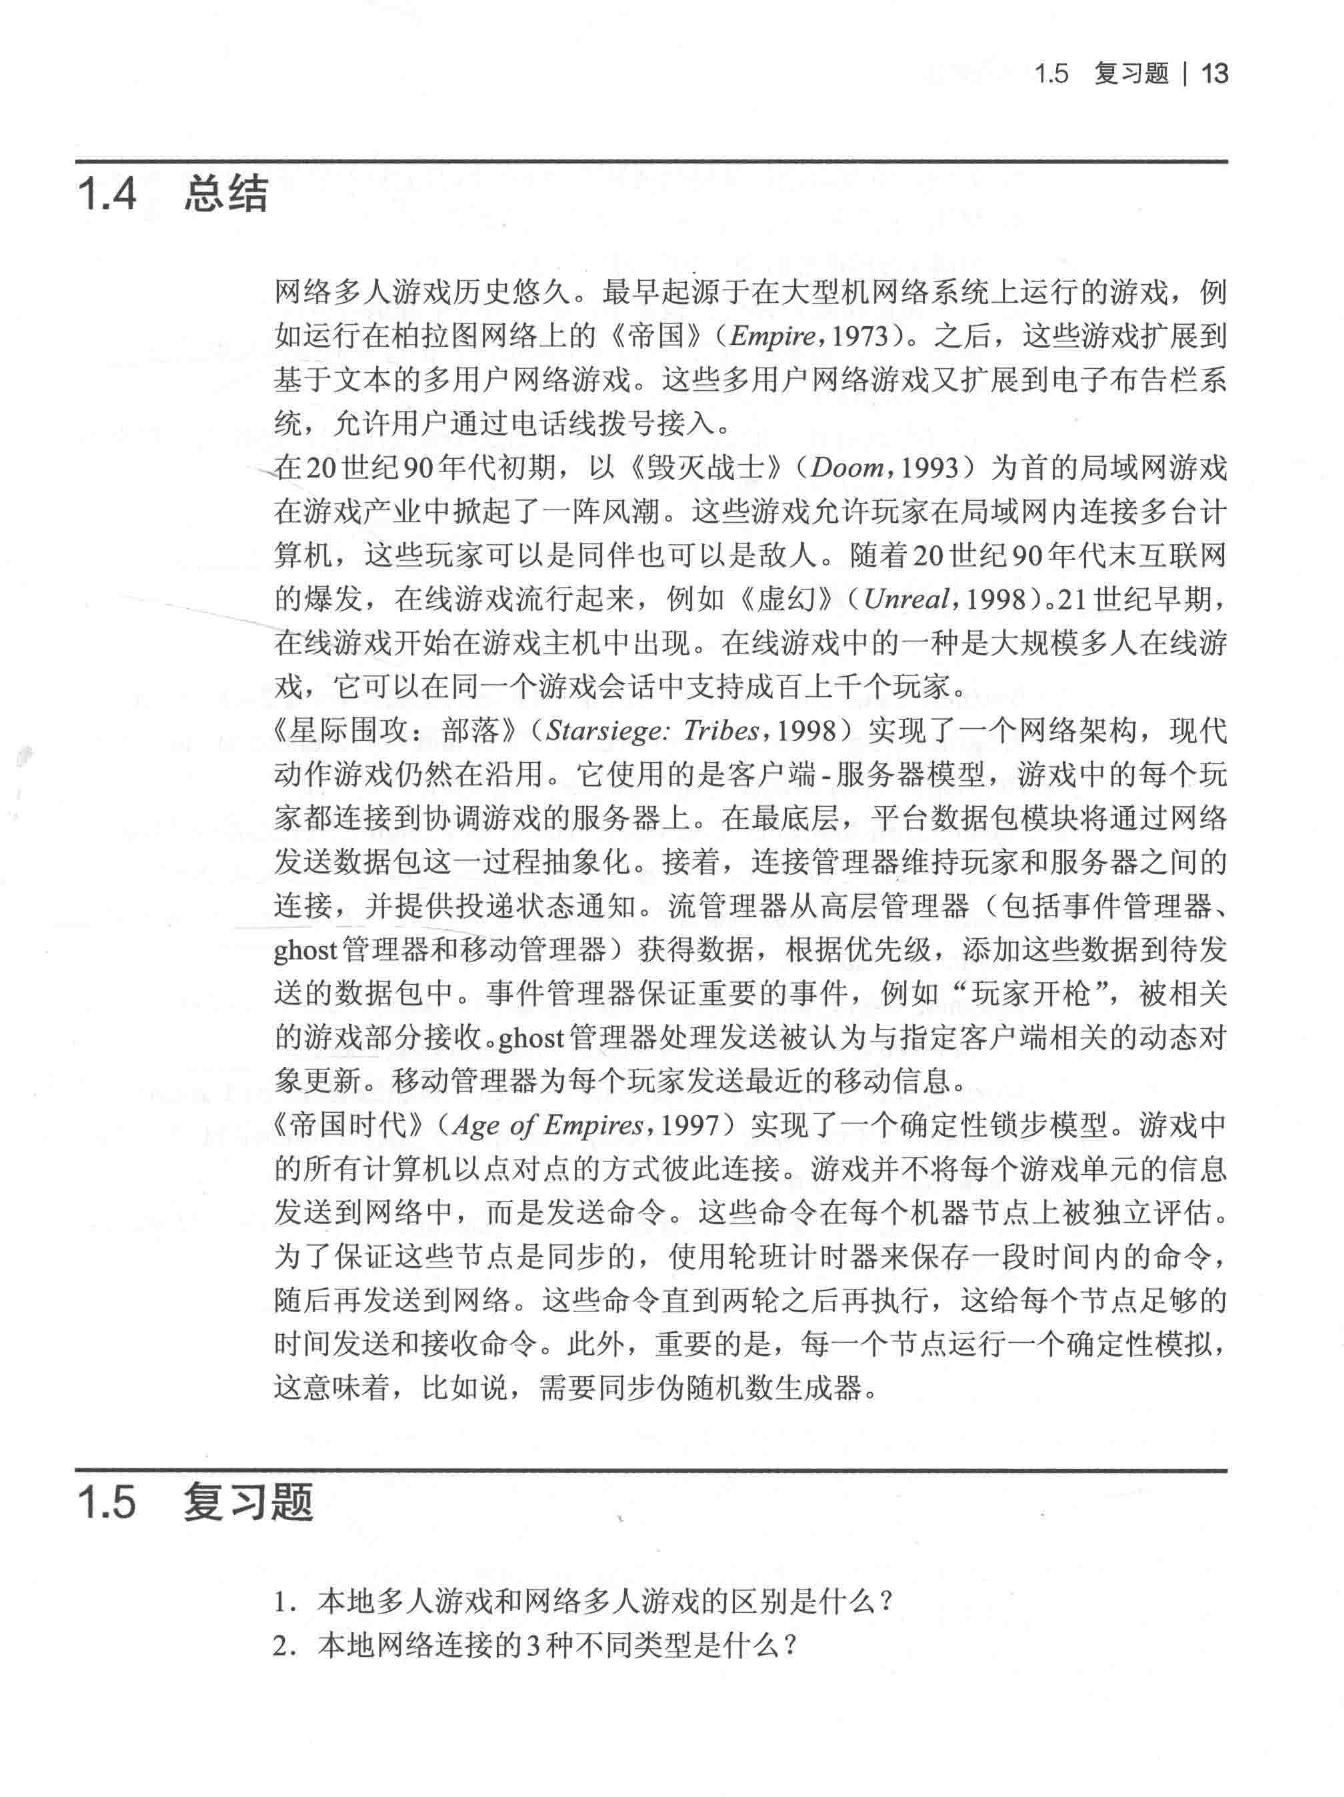 1.5 复习题 | 13
1.4 总结
网络多人游戏历史悠久。最早起源于在大型机网络系统上运行的游戏，例
如运行在柏拉图网络上的《帝国》（Empire,1973）。之后，这些游戏扩展到
基于文本的多用户网络游戏。这些多用户网络游戏又扩展到电子布告栏系
统，允许用户通过电话线拨号接入。
在20世纪90年代初期，以《毁灭战士》（Doom,1993）为首的局域网游戏
在游戏产业中掀起了一阵风潮。这些游戏允许玩家在局域网内连接多台计
算机，这些玩家可以是同伴也可以是敌人。随着20世纪90年代末互联网
的爆发，在线游戏流行起来，例如《虚幻》（Unreal,1998）。21世纪早期，
在线游戏开始在游戏主机中出现。在线游戏中的一种是大规模多人在线游
戏，它可以在同一个游戏会话中支持成百上千个玩家。
《星际围攻：部落》（Starsiege: Tribes,1998）实现了一个网络架构，现代
动作游戏仍然在沿用。它使用的是客户端-服务器模型，游戏中的每个玩
家都连接到协调游戏的服务器上。在最底层，平台数据包模块将通过网络
发送数据包这一过程抽象化。接着，连接管理器维持玩家和服务器之间的
连接，并提供投递状态通知。流管理器从高层管理器（包括事件管理器、
ghost管理器和移动管理器）获得数据，根据优先级，添加这些数据到待发
送的数据包中。事件管理器保证重要的事件，例如“玩家开枪”，被相关
的游戏部分接收。ghost管理器处理发送被认为与指定客户端相关的动态对
象更新。移动管理器为每个玩家发送最近的移动信息。
《帝国时代》（Age of Empires,1997）实现了一个确定性锁步模型。游戏中
的所有计算机以点对点的方式彼此连接。游戏并不将每个游戏单元的信息
发送到网络中，而是发送命令。这些命令在每个机器节点上被独立评估。
为了保证这些节点是同步的，使用轮班计时器来保存一段时间内的命令，
随后再发送到网络。这些命令直到两轮之后再执行，这给每个节点足够的
时间发送和接收命令。此外，重要的是，每一个节点运行一个确定性模拟，
这意味着，比如说，需要同步伪随机数生成器。
1.5 复习题
1. 本地多人游戏和网络多人游戏的区别是什么？
2. 本地网络连接的3种不同类型是什么？